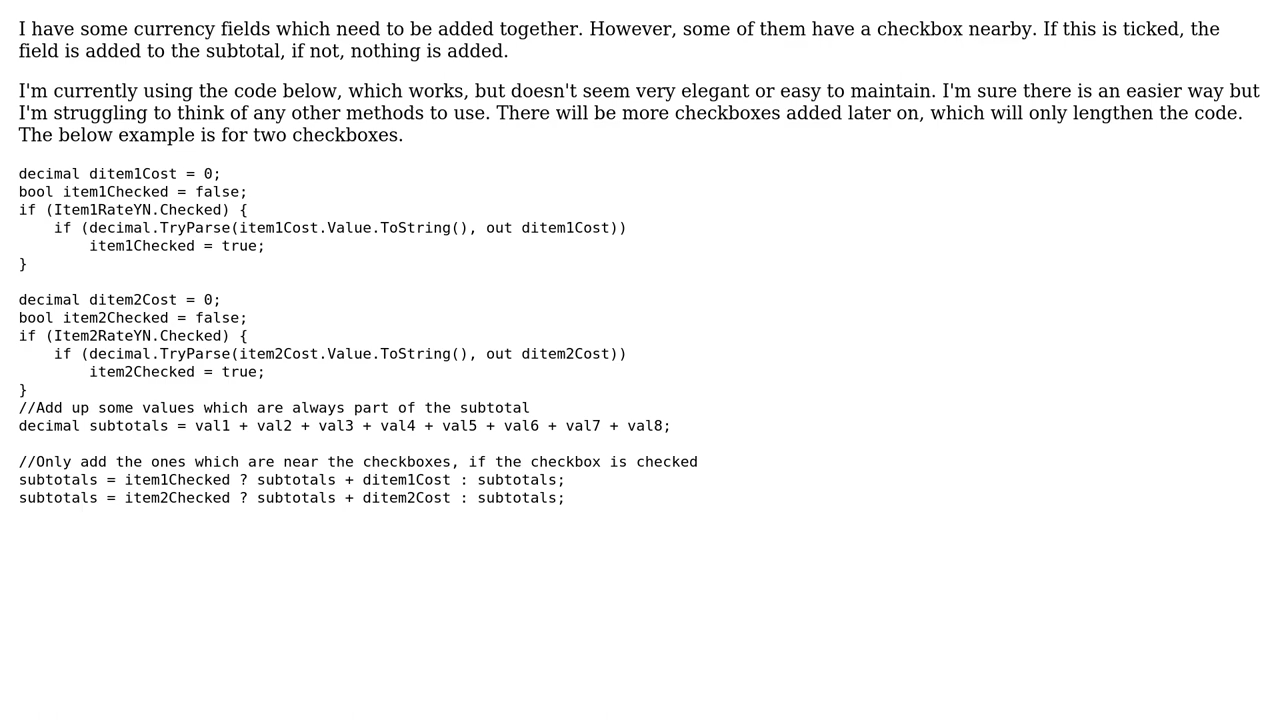 I have some currency fields which need to be added together. However, some of them have a checkbox nearby. If this is ticked, the
field is added to the subtotal, if not, nothing is added.
I'm currently using the code below, which works, but doesn't seem very elegant or easy to maintain. I'm sure there is an easier way but
I'm struggling to think of any other methods to use. There will be more checkboxes added later on, which will only lengthen the code.
The below example is for two checkboxes.
decimal ditem1Cost = 0;
bool item1Checked = false;
if (Item1RateYN.Checked) {
    if (decimal.TryParse(item1Cost.Value.ToString(), out ditem1Cost))
        item1Checked = true;
}
decimal ditem2Cost = 0;
bool item2Checked = false;
if (Item2RateYN.Checked) {
    if (decimal.TryParse(item2Cost.Value.ToString(), out ditem2Cost))
        item2Checked = true;
}
//Add up some values which are always part of the subtotal
decimal subtotals = val1 + val2 + val3 + val4 + val5 + val6 + val7 + val8;
//Only add the ones which are near the checkboxes, if the checkbox is checked
subtotals = item1Checked ? subtotals + ditem1Cost : subtotals;
subtotals = item2Checked ? subtotals + ditem2Cost : subtotals;